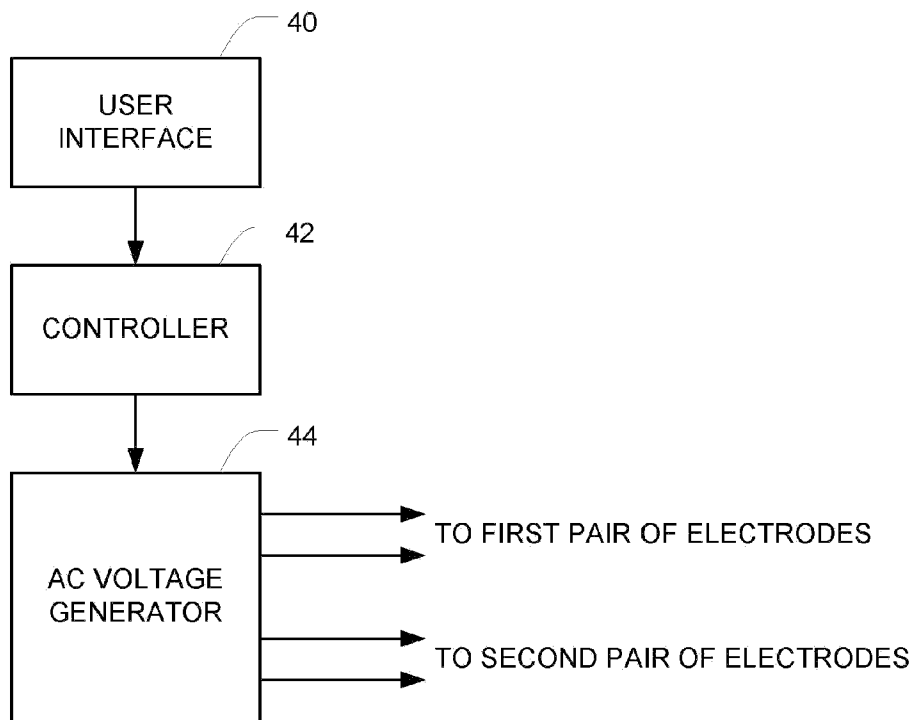 40
USER
INTERFACE
42
CONTROLLER
44
TO FIRST PAIR OF ELECTRODES
AC VOLTAGE
GENERATOR
TO SECOND PAIR OF ELECTRODES